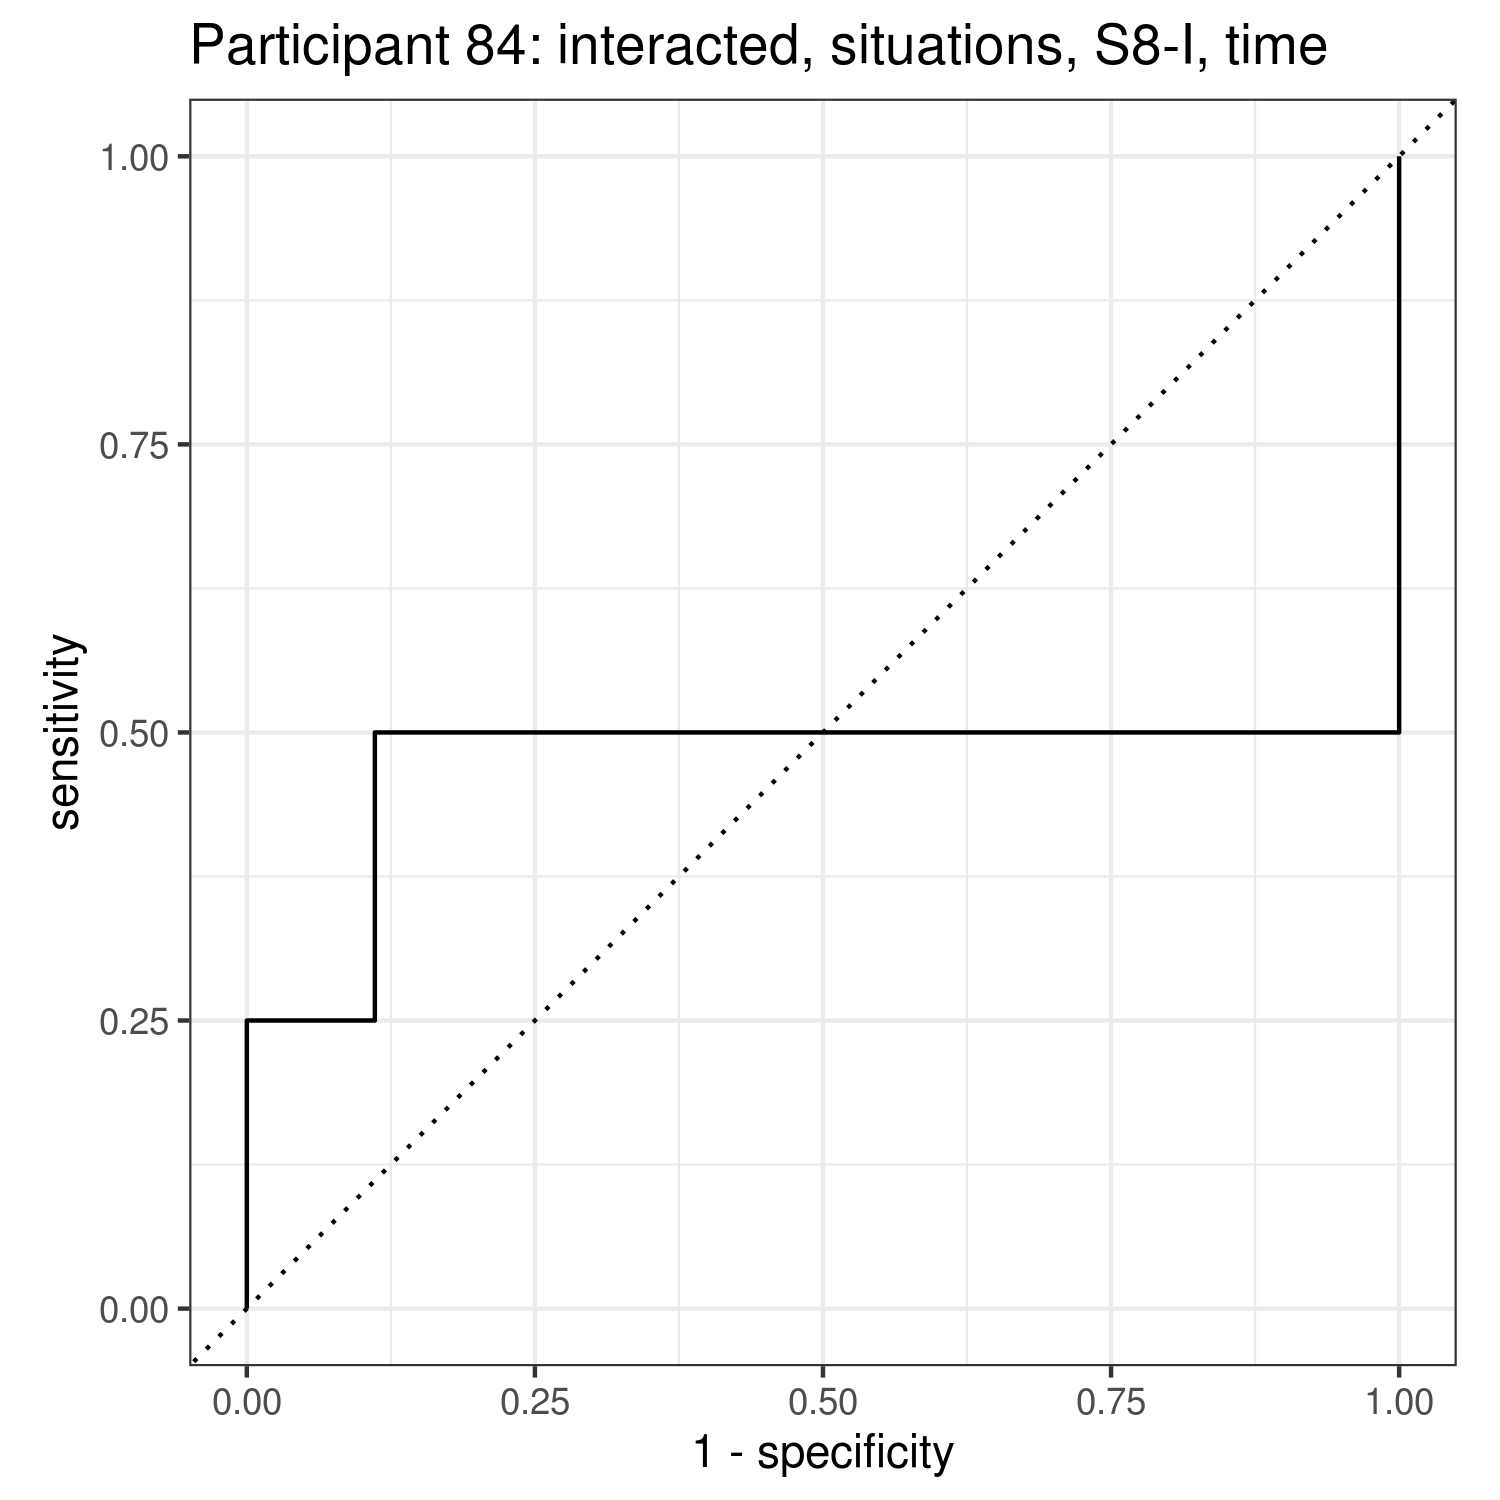 Participant 84: interacted, situations, S8-I, time
1.00
0.75
0.50
0.25
0.00
sensitivity
0.00 0.25 0.50 0.75 1.00
1 - specificity